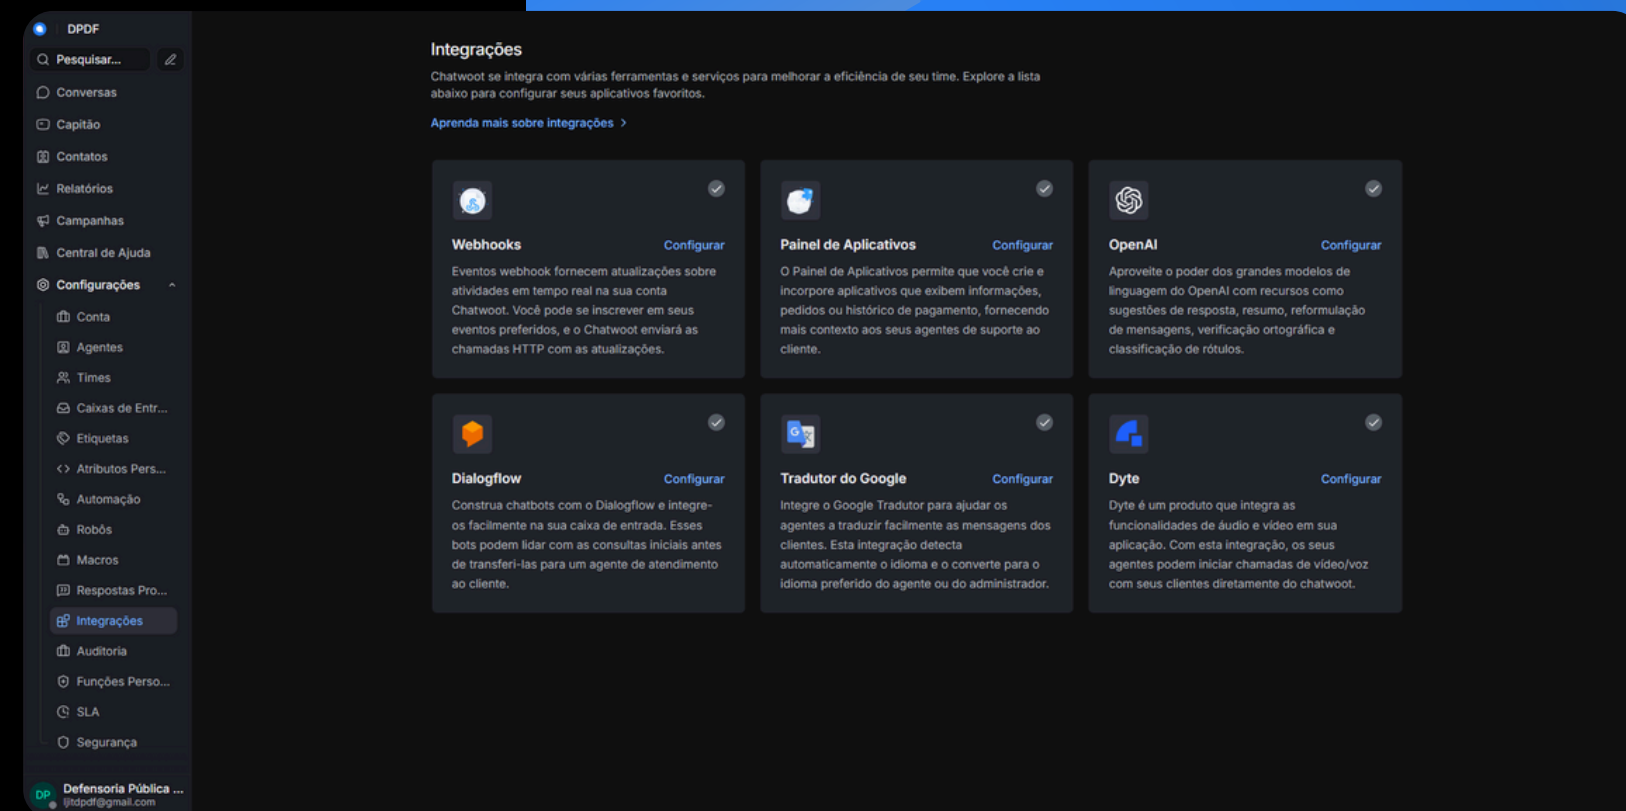 DPDF
Pesquisar...
Conversas
Capitão
Contatos
Relatórios
Campanhas
Central de Ajuda
Configurações
Conta
Agentes
Times
Caixas de Entr...
Etiquetas
Atributos Pers...
Automação
Robôs
Macros
Respostas Pro...
Integrações
Auditoria
Funções Perso...
SLA
Segurança
DP
Defensoria Pública ...
ljitdpdf@gmail.com
Integrações
Chatwoot se integra com várias ferramentas e serviços para melhorar a eficiência de seu time. Explore a lista
abaixo para configurar seus aplicativos favoritos.
Aprenda mais sobre integrações
Webhooks
Configurar
Eventos webhook fornecem atualizações sobre
atividades em tempo real na sua conta
Chatwoot. Você pode se inscrever em seus
eventos preferidos, e o Chatwoot enviará as
chamadas HTTP com as atualizações.
Painel de Aplicativos
Configurar
O Painel de Aplicativos permite que você crie e
incorpore aplicativos que exibem informações,
pedidos ou histórico de pagamento, fornecendo
mais contexto aos seus agentes de suporte ao
cliente.
OpenAI
Configurar
Aproveite o poder dos grandes modelos de
linguagem do OpenAI com recursos como
sugestões de resposta, resumo, reformulação
de mensagens, verificação ortográfica e
classificação de rótulos.
Dialogflow
Configurar
Construa chatbots com o Dialogflow e integre-
os facilmente na sua caixa de entrada. Esses
bots podem lidar com as consultas iniciais antes
de transferi-las para um agente de atendimento
ao cliente.
Tradutor do Google
Configurar
Integre o Google Tradutor para ajudar os
agentes a traduzir facilmente as mensagens dos
clientes. Esta integração detecta
automaticamente o idioma e o converte para o
idioma preferido do agente ou do administrador.
Dyte
Configurar
Dyte é um produto que integra as
funcionalidades de áudio e vídeo em sua
aplicação. Com esta integração, os seus
agentes podem iniciar chamadas de vídeo/voz
com seus clientes diretamente do chatwoot.